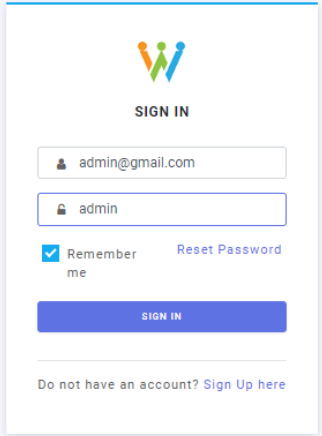 SIGN IN
admin@gmail.com
admin
Remember me
Reset Password
SIGN IN
Do not have an account? Sign Up here